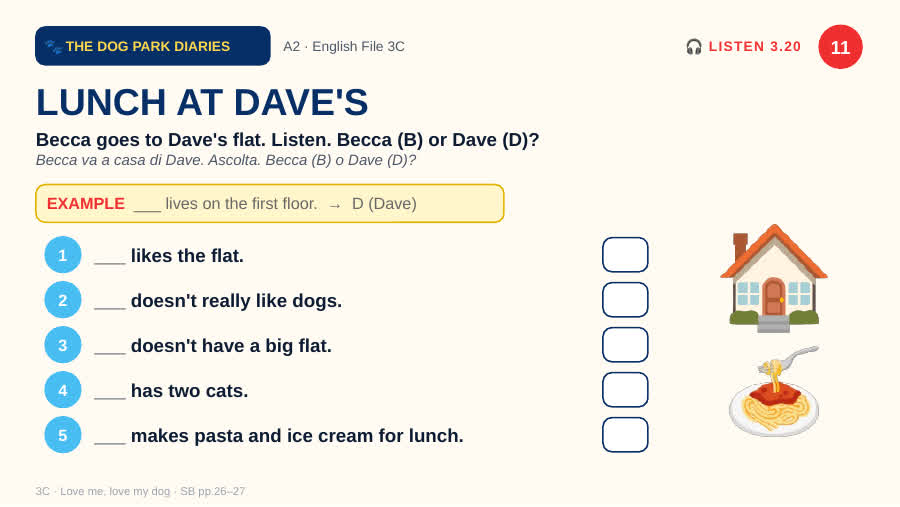 🐾 THE DOG PARK DIARIES
A2 · English File 3C
🎧 LISTEN 3.20
11
LUNCH AT DAVE'S
Becca goes to Dave's flat. Listen. Becca (B) or Dave (D)?
Becca va a casa di Dave. Ascolta. Becca (B) o Dave (D)?
EXAMPLE ___ lives on the first floor. → D (Dave)
1 ___ likes the flat.
2 ___ doesn't really like dogs.
3 ___ doesn't have a big flat.
4 ___ has two cats.
5 ___ makes pasta and ice cream for lunch.
3C · Love me, love my dog · SB pp.26–27